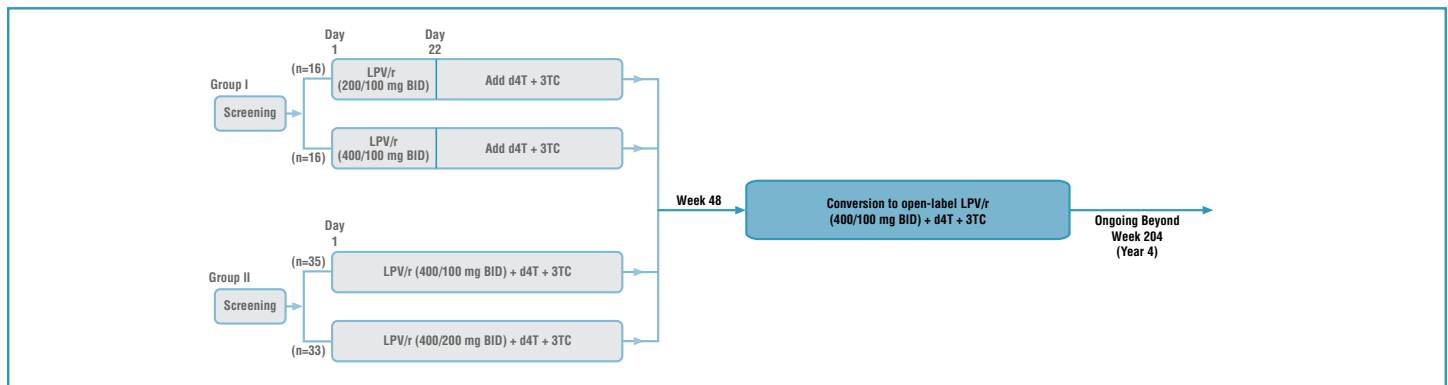 Day
1
Day
22
(n=16)
LPV/r
(200/100 mg BID)
Add d4T + 3TC
Group I
Screening
LPV/r
(400/100 mg BID)
Add d4T + 3TC
(n=16)
Week 48
Conversion to open-label LPV/r
(400/100 mg BID) + d4T + 3TC
Ongoing Beyond
Week 204
(Year 4)
Day
1
(n=35)
LPV/r (400/100 mg BID) + d4T + 3TC
Group II
Screening
LPV/r (400/200 mg BID) + d4T + 3TC
(n=33)